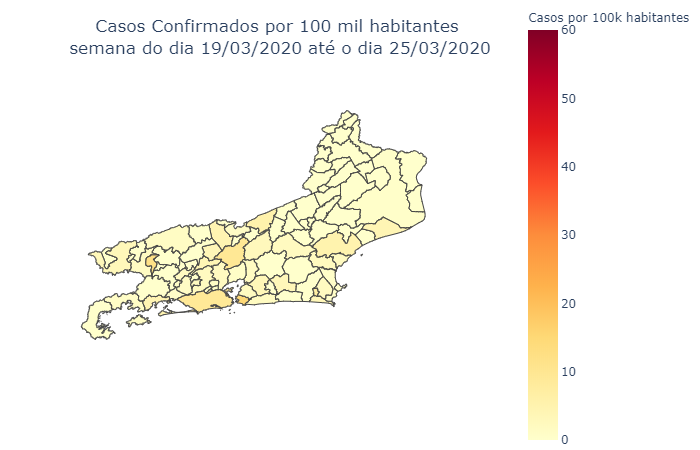 Casos Confirmados por 100 mil habitantes
semana do dia 19/03/2020 até o dia 25/03/2020
Casos por 100k habitantes
60
50
40
30
20
10
0